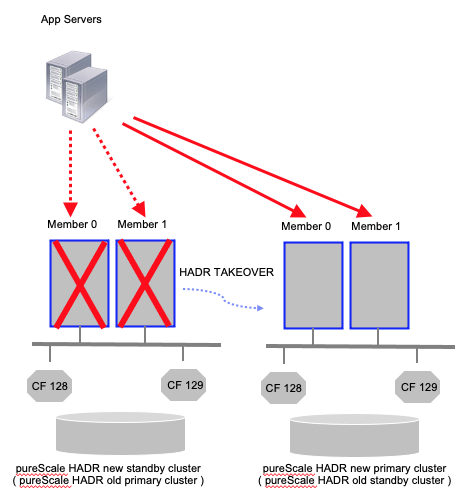 App Servers
Member 0
Member 1
Member 0
Member 1
HADR TAKEOVER
CF 128
CF 129
CF 128
CF 129
pureScale HADR new standby cluster
( pureScale HADR old primary cluster )
pureScale HADR new primary cluster
( pureScale HADR old standby cluster )